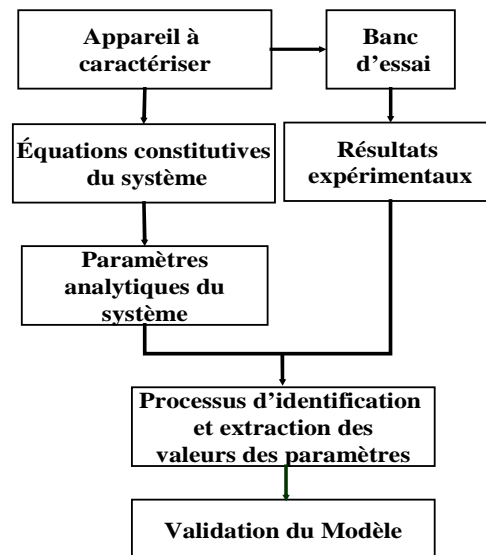 Appareil à
caractériser
Banc
d’essai
Équations constitutives
du système
Résultats
expérimentaux
Paramètres
analytiques du
système
Processus d’identification
et extraction des
valeurs des paramètres
Validation du Modèle